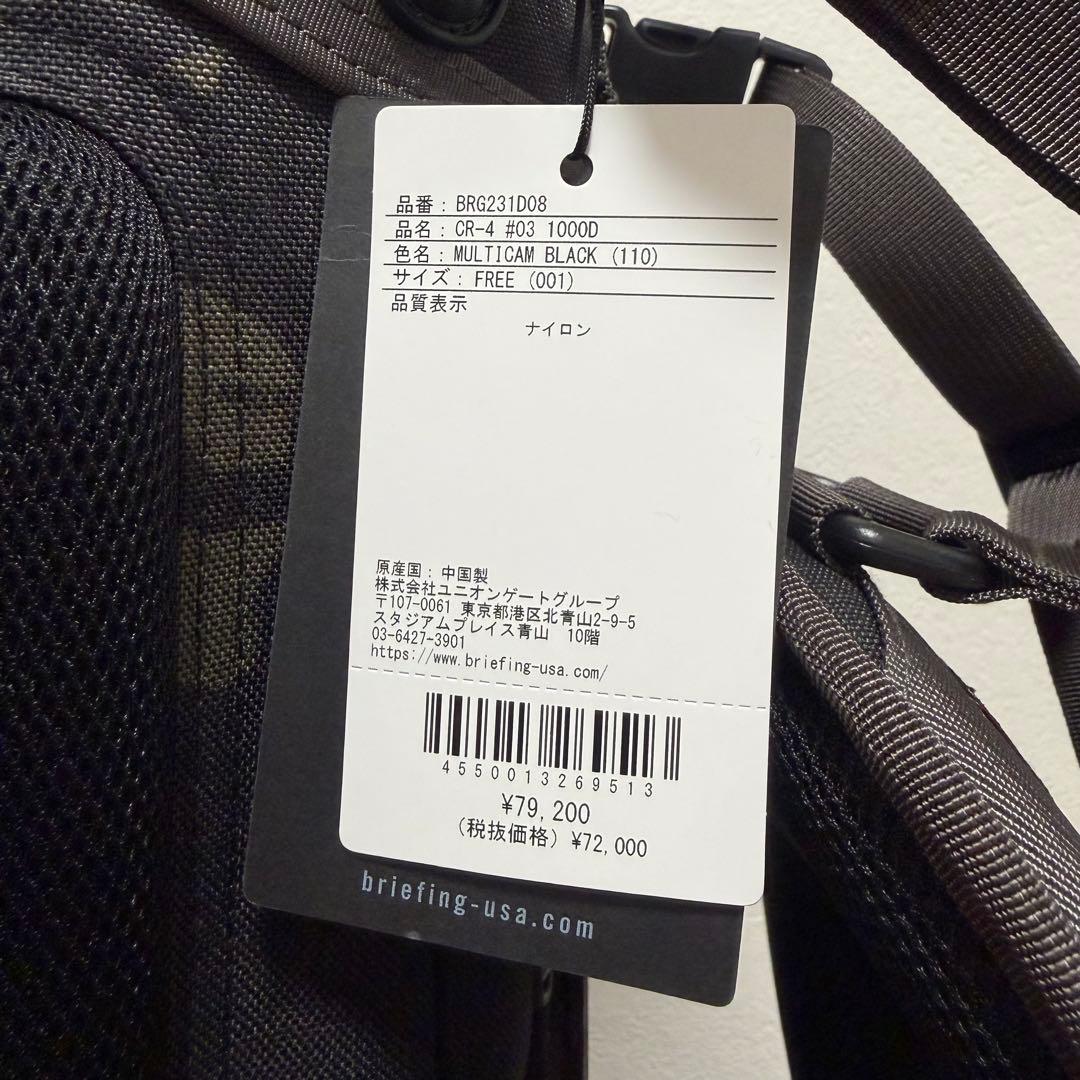 品番：BRG231D08
品名：CR-4 #03 1000D
色名：MULTICAM BLACK (110)
サイズ：FREE (001)
品質表示
ナイロン
原産国：中国製
株式会社ユニオンゲートグループ
〒107-0061 東京都港区北青山2-9-5
スタジアムプレイス青山　10階
03-6427-3901
https://www.briefing-usa.com/
4550013269513
¥79,200
(税抜価格) ¥72,000
briefing-usa.com